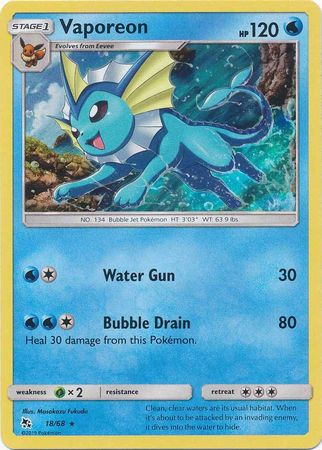 STAGE 1 Vaporeon HP 120
Evolves from Eevee
NO. 134 Bubble Jet Pokémon HT: 3'03" WT: 63.9 lbs
Water Gun 30
Bubble Drain 80
Heal 30 damage from this Pokémon.
weakness × 2 resistance retreat
Illus. Masakazu Fukuda
18/68 ★
©2019 Pokémon
Clean, clear waters are its usual habitat. When
it's about to be attacked by an invading enemy,
it dives into the water to hide.